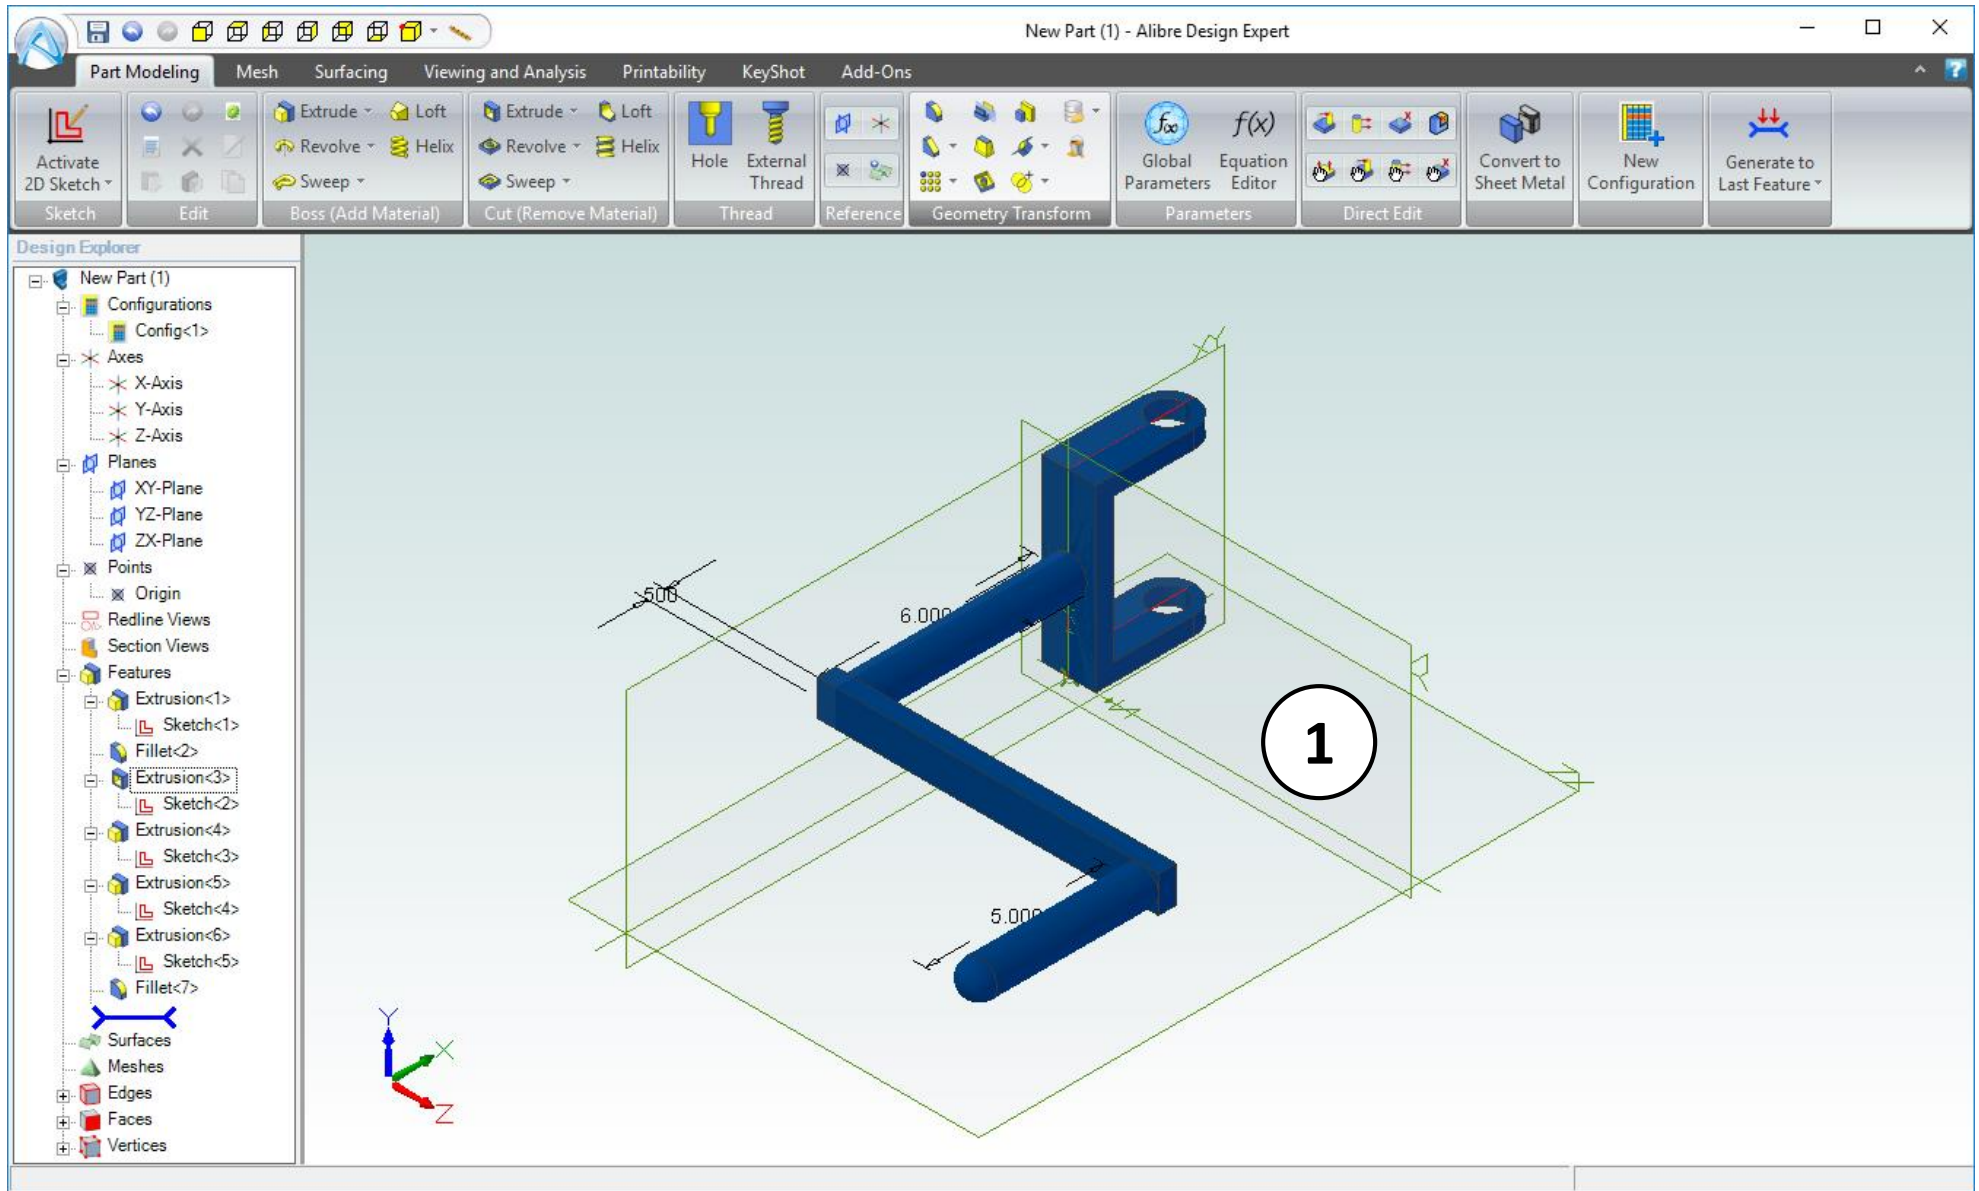 New Part (1) - Alibre Design Expert
Part Modeling Mesh Surfacing Viewing and Analysis Printability KeyShot Add-Ons
Activate
2D Sketch
Sketch
Edit
Extrude Loft
Revolve Helix
Sweep
Boss (Add Material)
Extrude Loft
Revolve Helix
Sweep
Cut (Remove Material)
Hole
External
Thread
Thread
Reference
Geometry Transform
Global
Parameters
f(x)
Equation
Editor
Parameters
Direct Edit
Convert to
Sheet Metal
New
Configuration
Generate to
Last Feature
Design Explorer
New Part (1)
Configurations
Config<1>
Axes
X-Axis
Y-Axis
Z-Axis
Planes
XY-Plane
YZ-Plane
ZX-Plane
Points
Origin
Redline Views
Section Views
Features
Extrusion<1>
Sketch<1>
Fillet<2>
Extrusion<3>
Sketch<2>
Extrusion<4>
Sketch<3>
Extrusion<5>
Sketch<4>
Extrusion<6>
Sketch<5>
Fillet<7>
Surfaces
Meshes
Edges
Faces
Vertices
.500
6.000
5.000
1
Y
X
Z